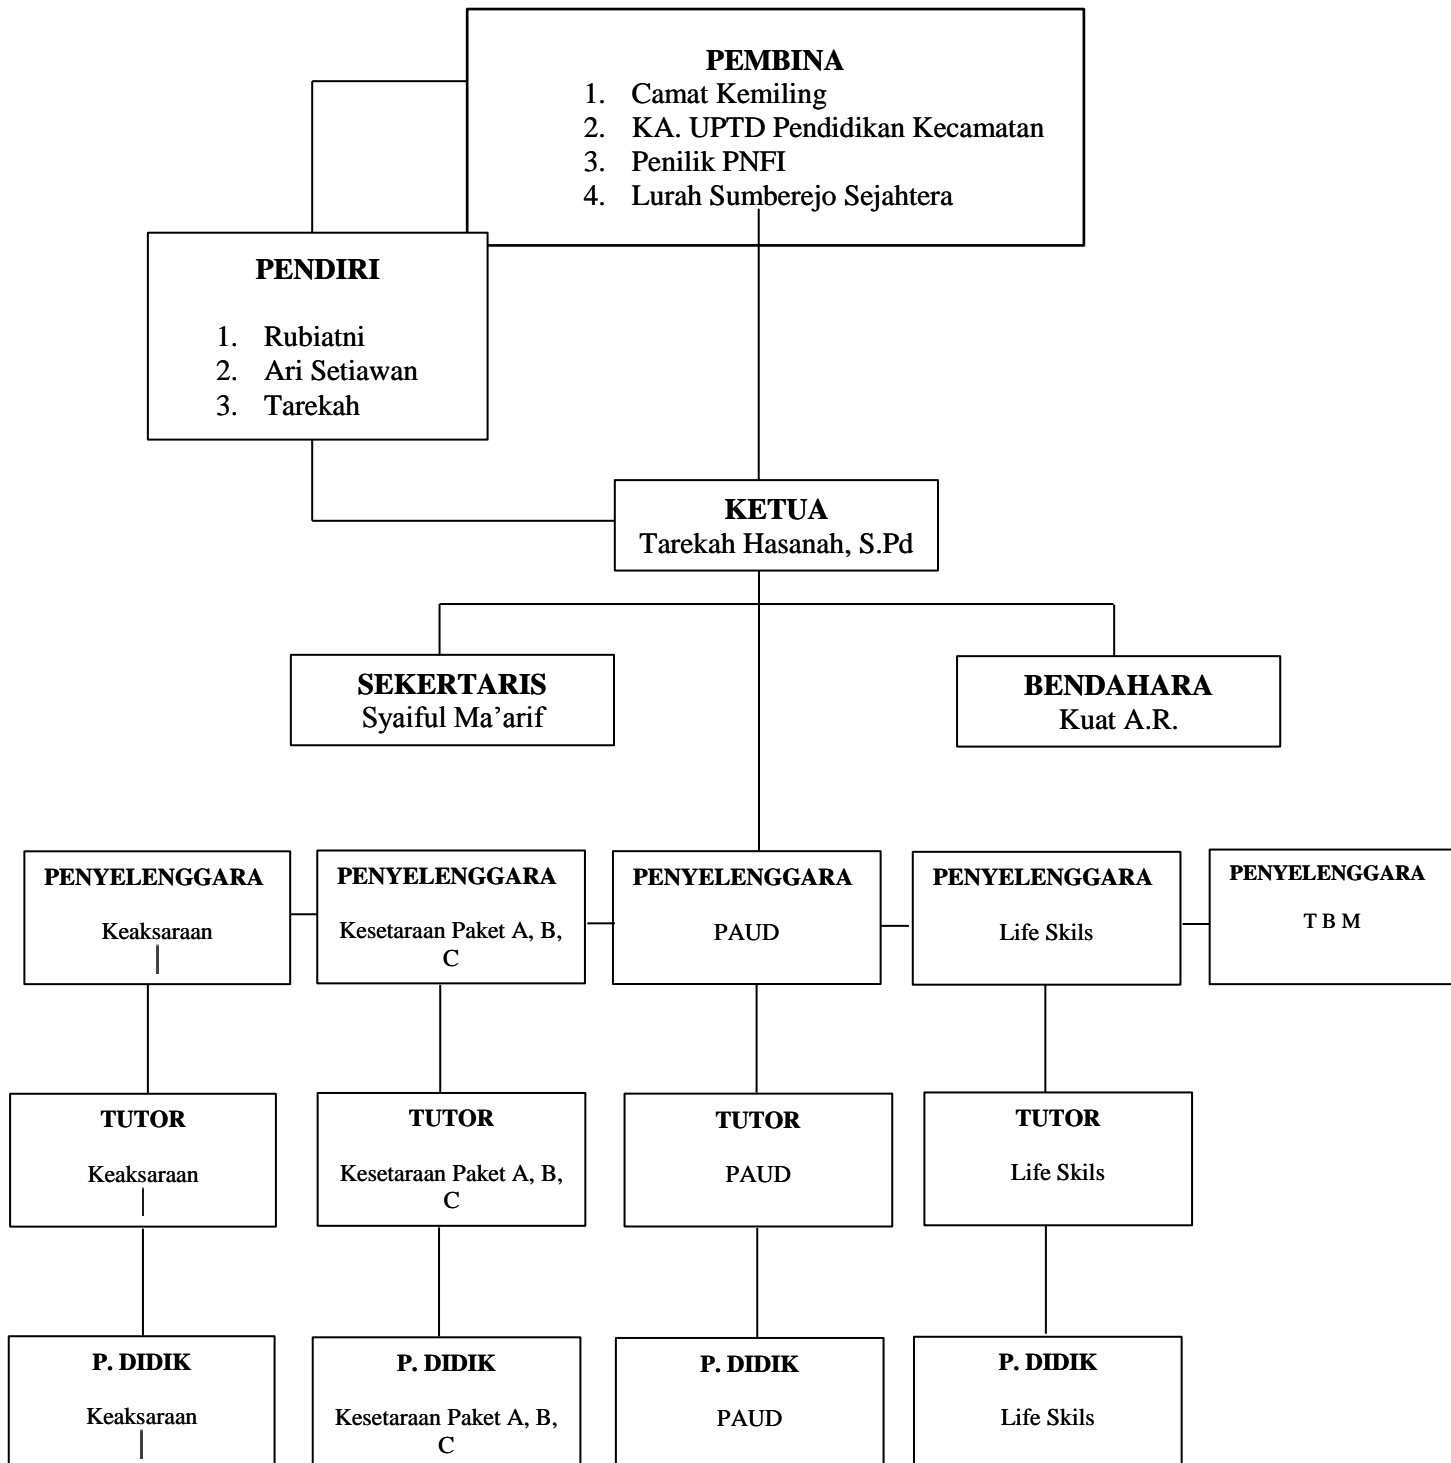 PEMBINA
1. Camat Kemiling
2. KA. UPTD Pendidikan Kecamatan
3. Penilik PNFI
4. Lurah Sumberejo Sejahtera
PENDIRI
1. Rubiatni
2. Ari Setiawan
3. Tarekah
KETUA
Tarekah Hasanah, S.Pd
SEKERTARIS
Syaiful Ma’arif
BENDAHARA
Kuat A.R.
PENYELENGGARA
Keaksaraan
PENYELENGGARA
Kesetaraan Paket A, B,
C
PENYELENGGARA
PAUD
PENYELENGGARA
Life Skils
PENYELENGGARA
T B M
TUTOR
Keaksaraan
TUTOR
Kesetaraan Paket A, B,
C
TUTOR
PAUD
TUTOR
Life Skils
P. DIDIK
Keaksaraan
P. DIDIK
Kesetaraan Paket A, B,
C
P. DIDIK
PAUD
P. DIDIK
Life Skils